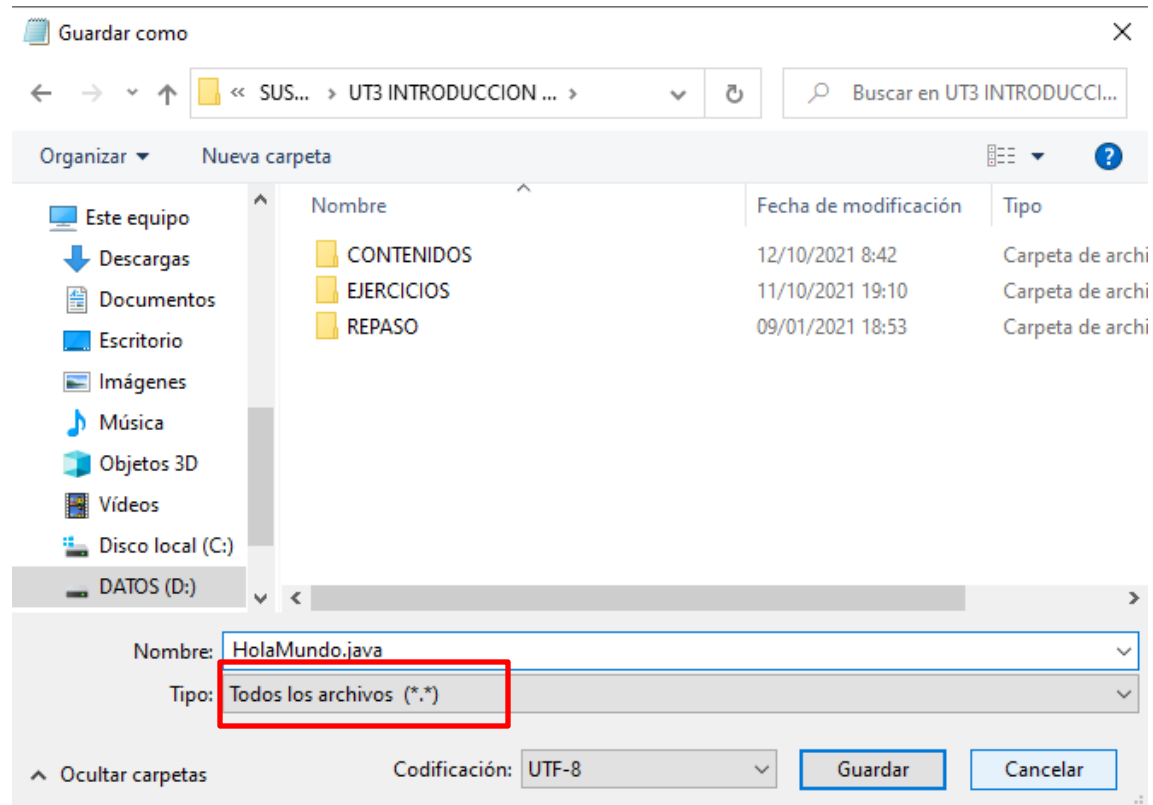 Guardar como
« SUS... › UT3 INTRODUCCION ... ›
Buscar en UT3 INTRODUCCI...
Organizar Nueva carpeta
Este equipo
Descargas
Documentos
Escritorio
Imágenes
Música
Objetos 3D
Vídeos
Disco local (C:)
DATOS (D:)
Nombre Fecha de modificación Tipo
CONTENIDOS 12/10/2021 8:42 Carpeta de archi
EJERCICIOS 11/10/2021 19:10 Carpeta de archi
REPASO 09/01/2021 18:53 Carpeta de archi
Nombre: HolaMundo.java
Tipo: Todos los archivos (*.*)
Ocultar carpetas Codificación: UTF-8 Guardar Cancelar